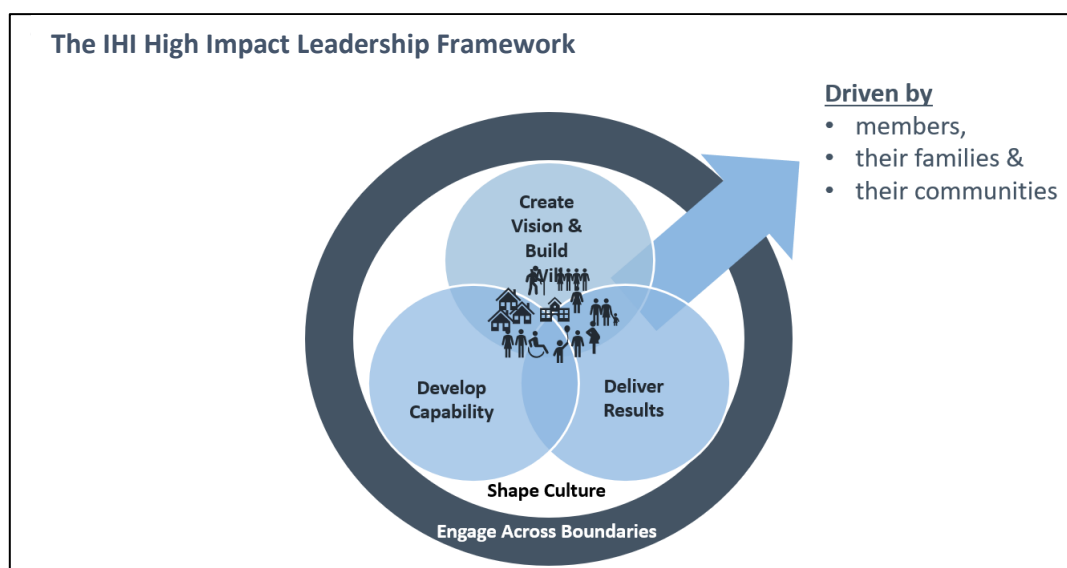 The IHI High Impact Leadership Framework
Driven by
• members,
• their families &
• their communities
Create
Vision &
Build
Will
Develop
Capability
Deliver
Results
Shape Culture
Engage Across Boundaries